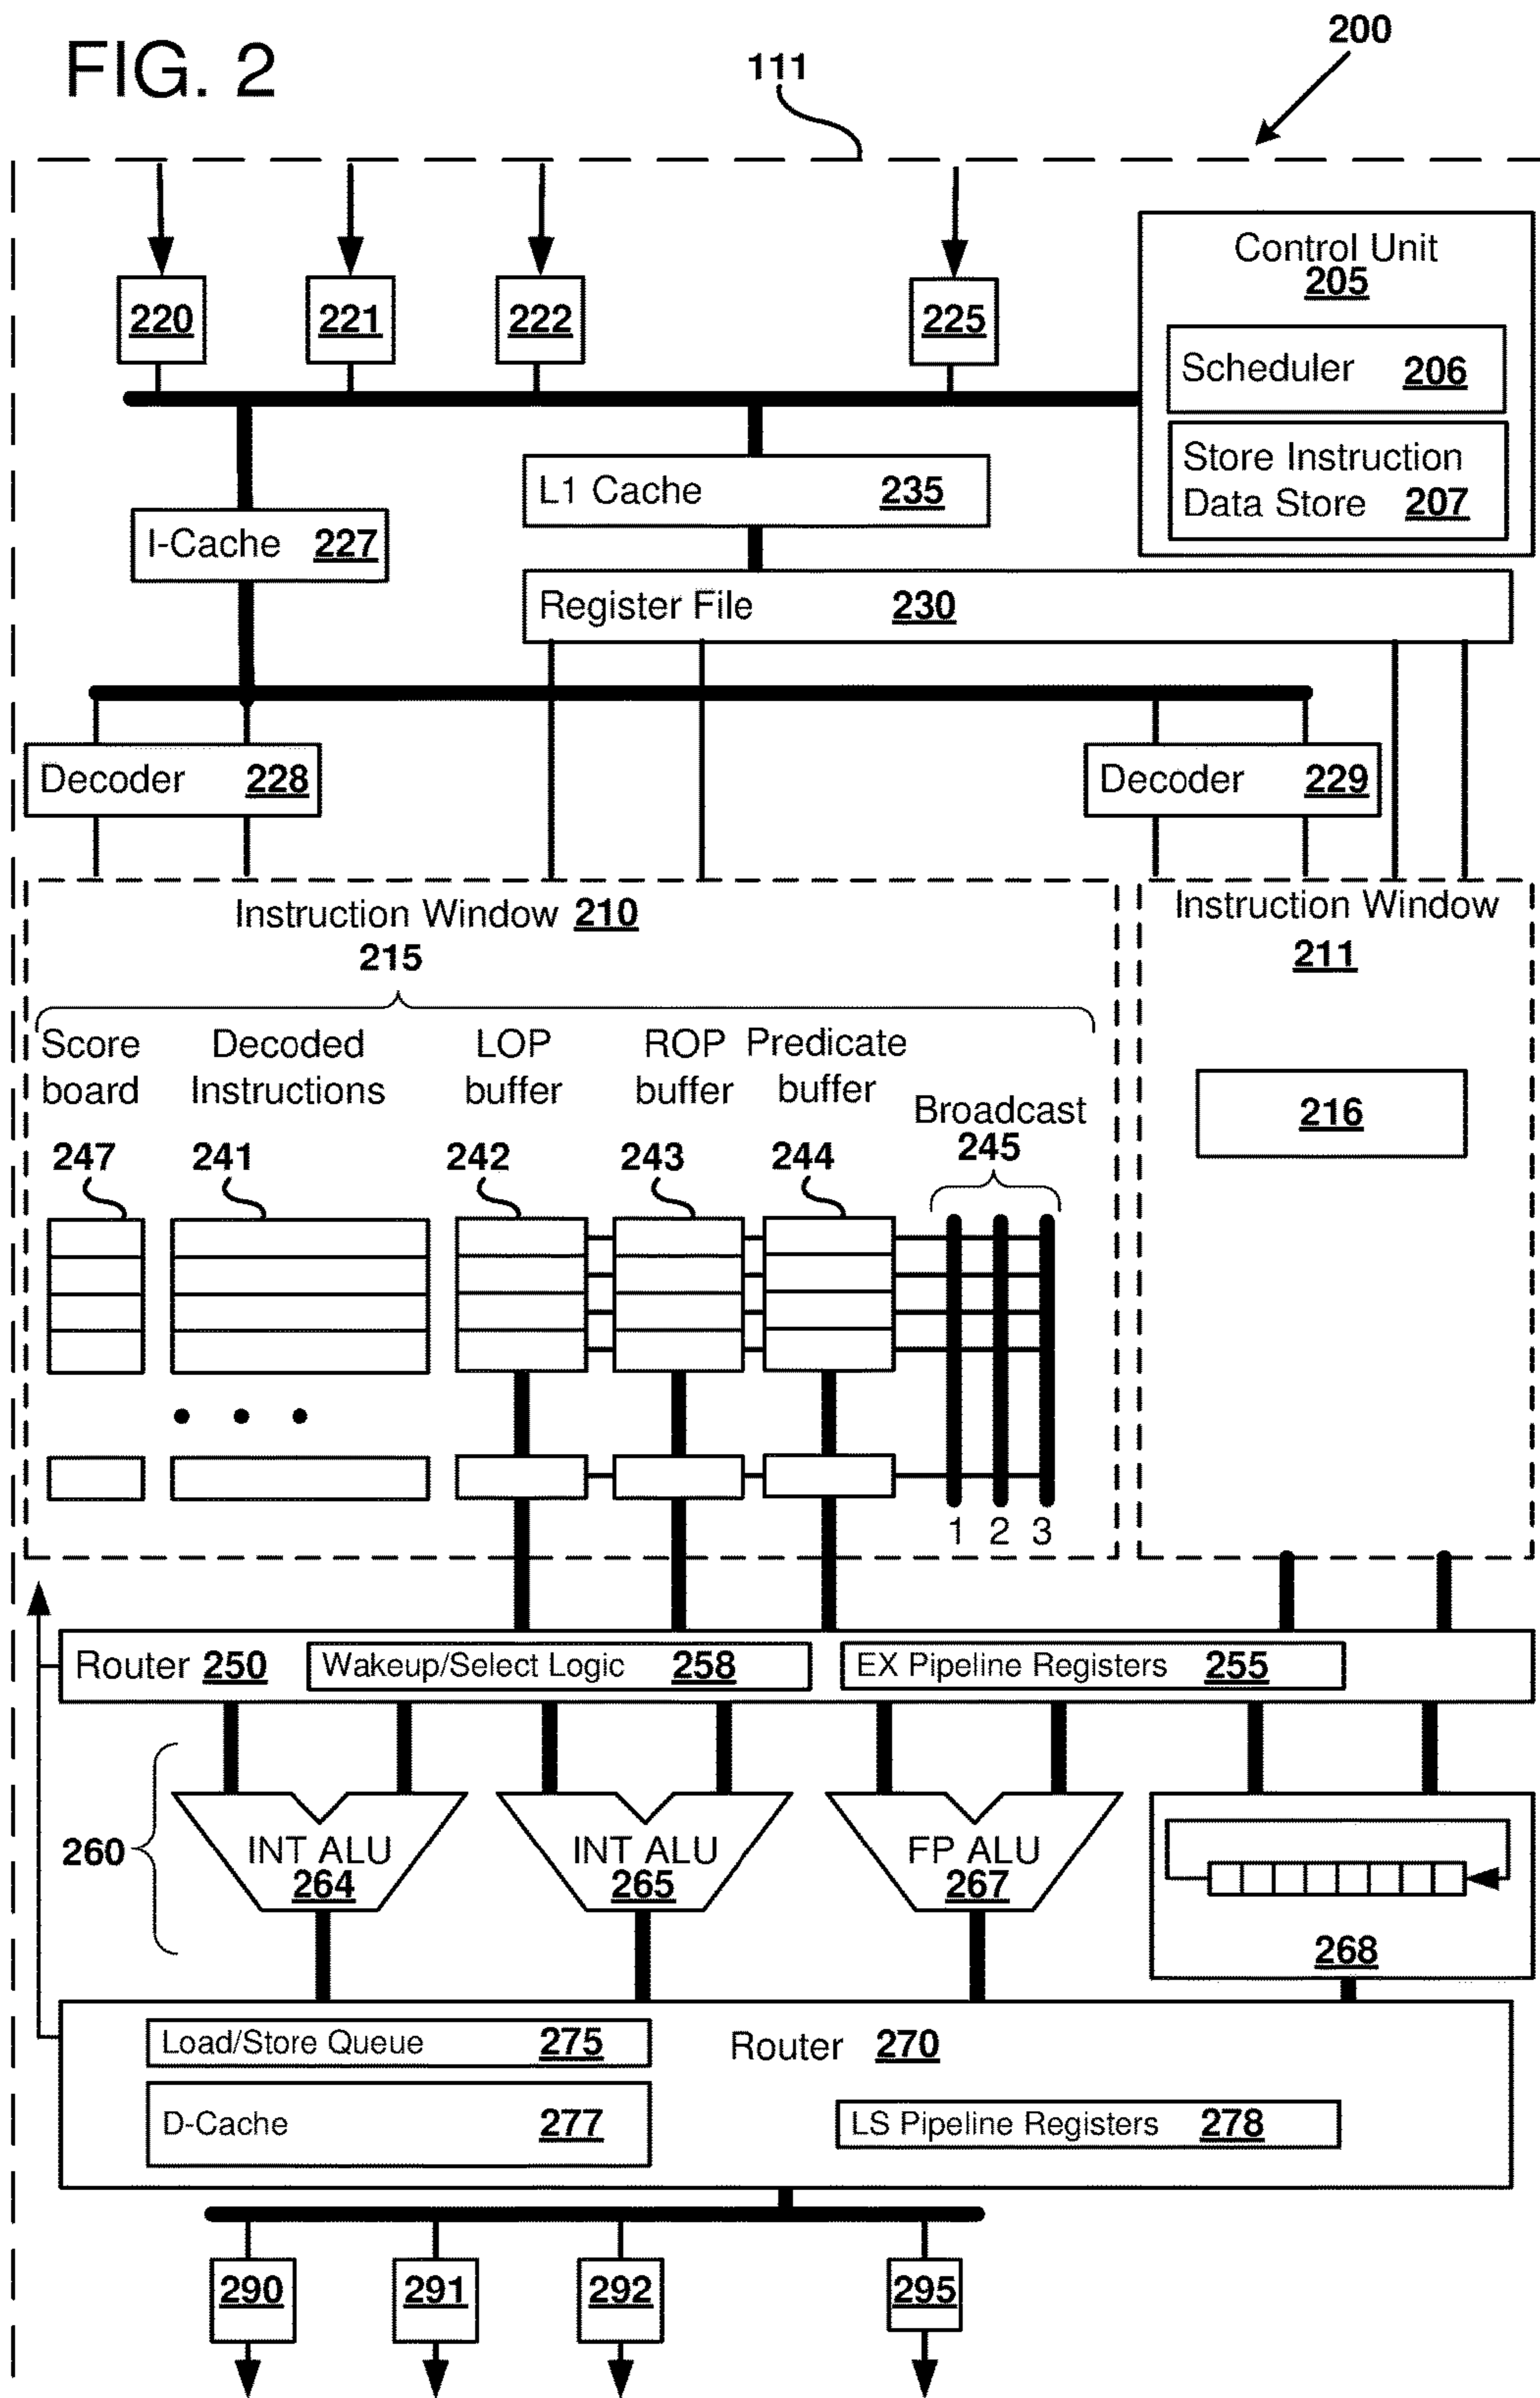 FIG. 2
200
111
220
221
222
225
Control Unit
205
Scheduler 206
Store Instruction
Data Store 207
L1 Cache 235
I-Cache 227
Register File 230
Decoder 228
Decoder 229
Instruction Window 210
215
Instruction Window
211
Score
board
Decoded
Instructions
LOP
buffer
ROP
buffer
Predicate
buffer
Broadcast
245
247
241
242
243
244
216
1 2 3
Router 250
Wakeup/Select Logic 258
EX Pipeline Registers 255
260
INT ALU
264
INT ALU
265
FP ALU
267
268
Load/Store Queue 275
Router 270
D-Cache 277
LS Pipeline Registers 278
290
291
292
295